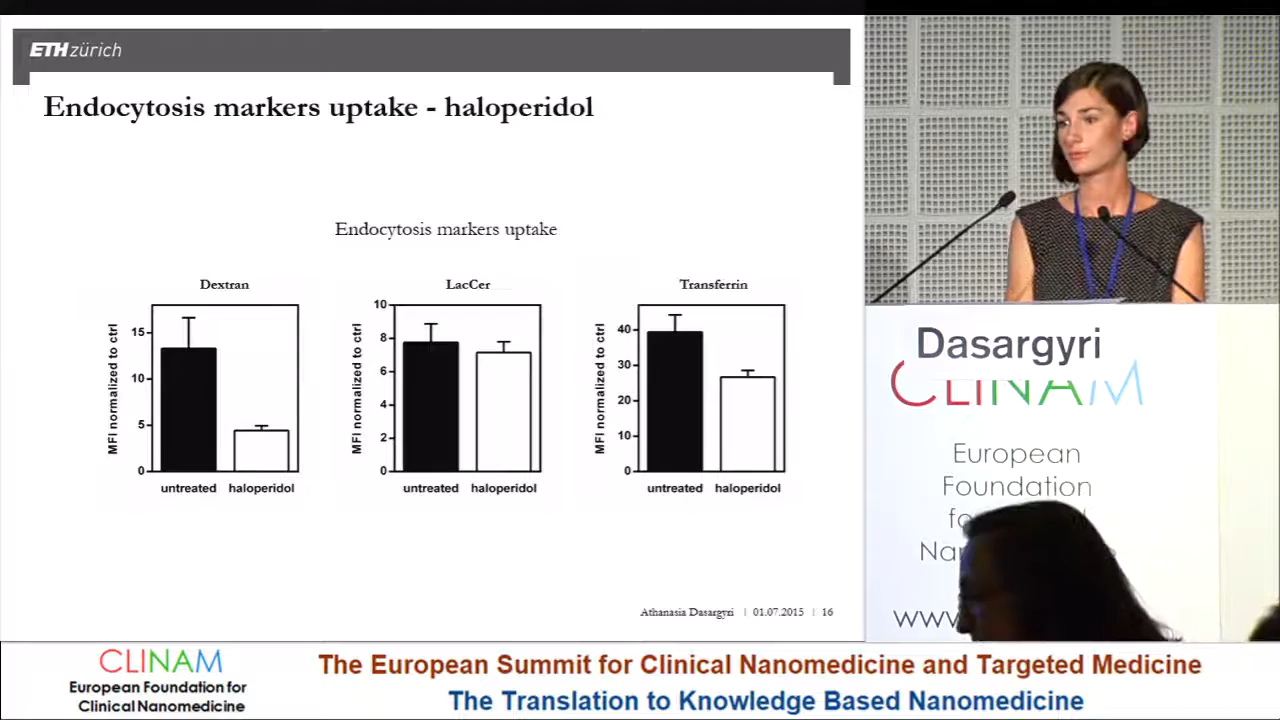 ETH zürich
Endocytosis markers uptake - haloperidol
Endocytosis markers uptake
Dextran
MFI normalized to ctrl
15
10
5
0
untreated haloperidol
LacCer
MFI normalized to ctrl
10
8
6
4
2
0
untreated haloperidol
Transferrin
MFI normalized to ctrl
40
30
20
10
0
untreated haloperidol
Athanasia Dasargyri | 01.07.2015 | 16
Dasargyri
CLINAM
European
Foundation
CLINAM
European Foundation for
Clinical Nanomedicine
The European Summit for Clinical Nanomedicine and Targeted Medicine
The Translation to Knowledge Based Nanomedicine